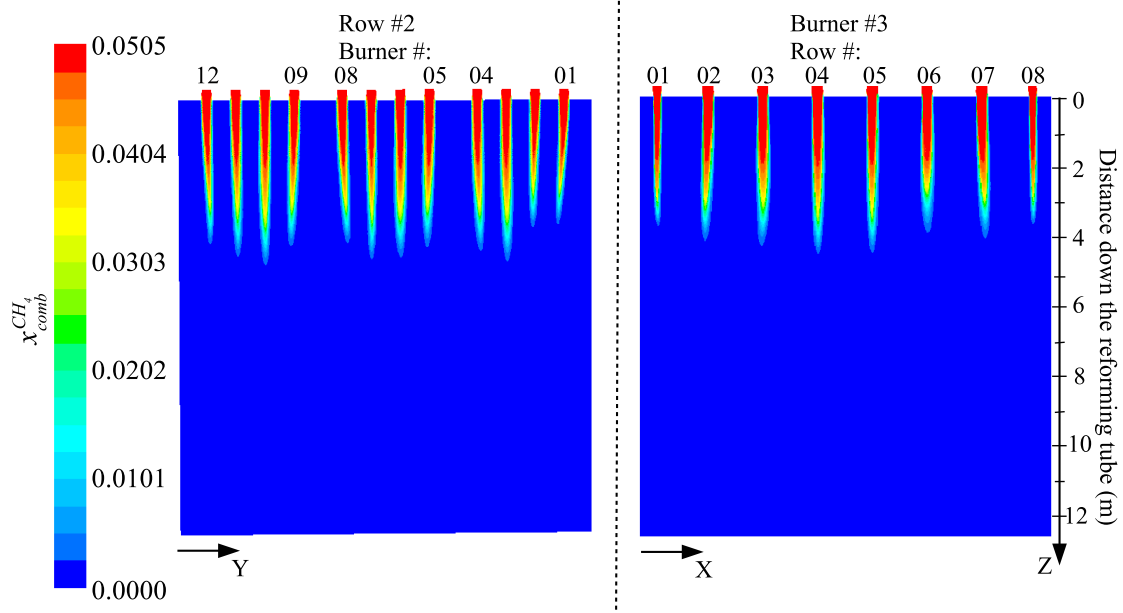 Row #2
Burner #:
12 09 08 05 04 01
Burner #3
Row #:
01 02 03 04 05 06 07 08
0.0505
0.0404
0.0303
0.0202
0.0101
0.0000
x_comb^CH4
0
2
4
6
8
10
12
Distance down the reforming tube (m)
Y
X
Z